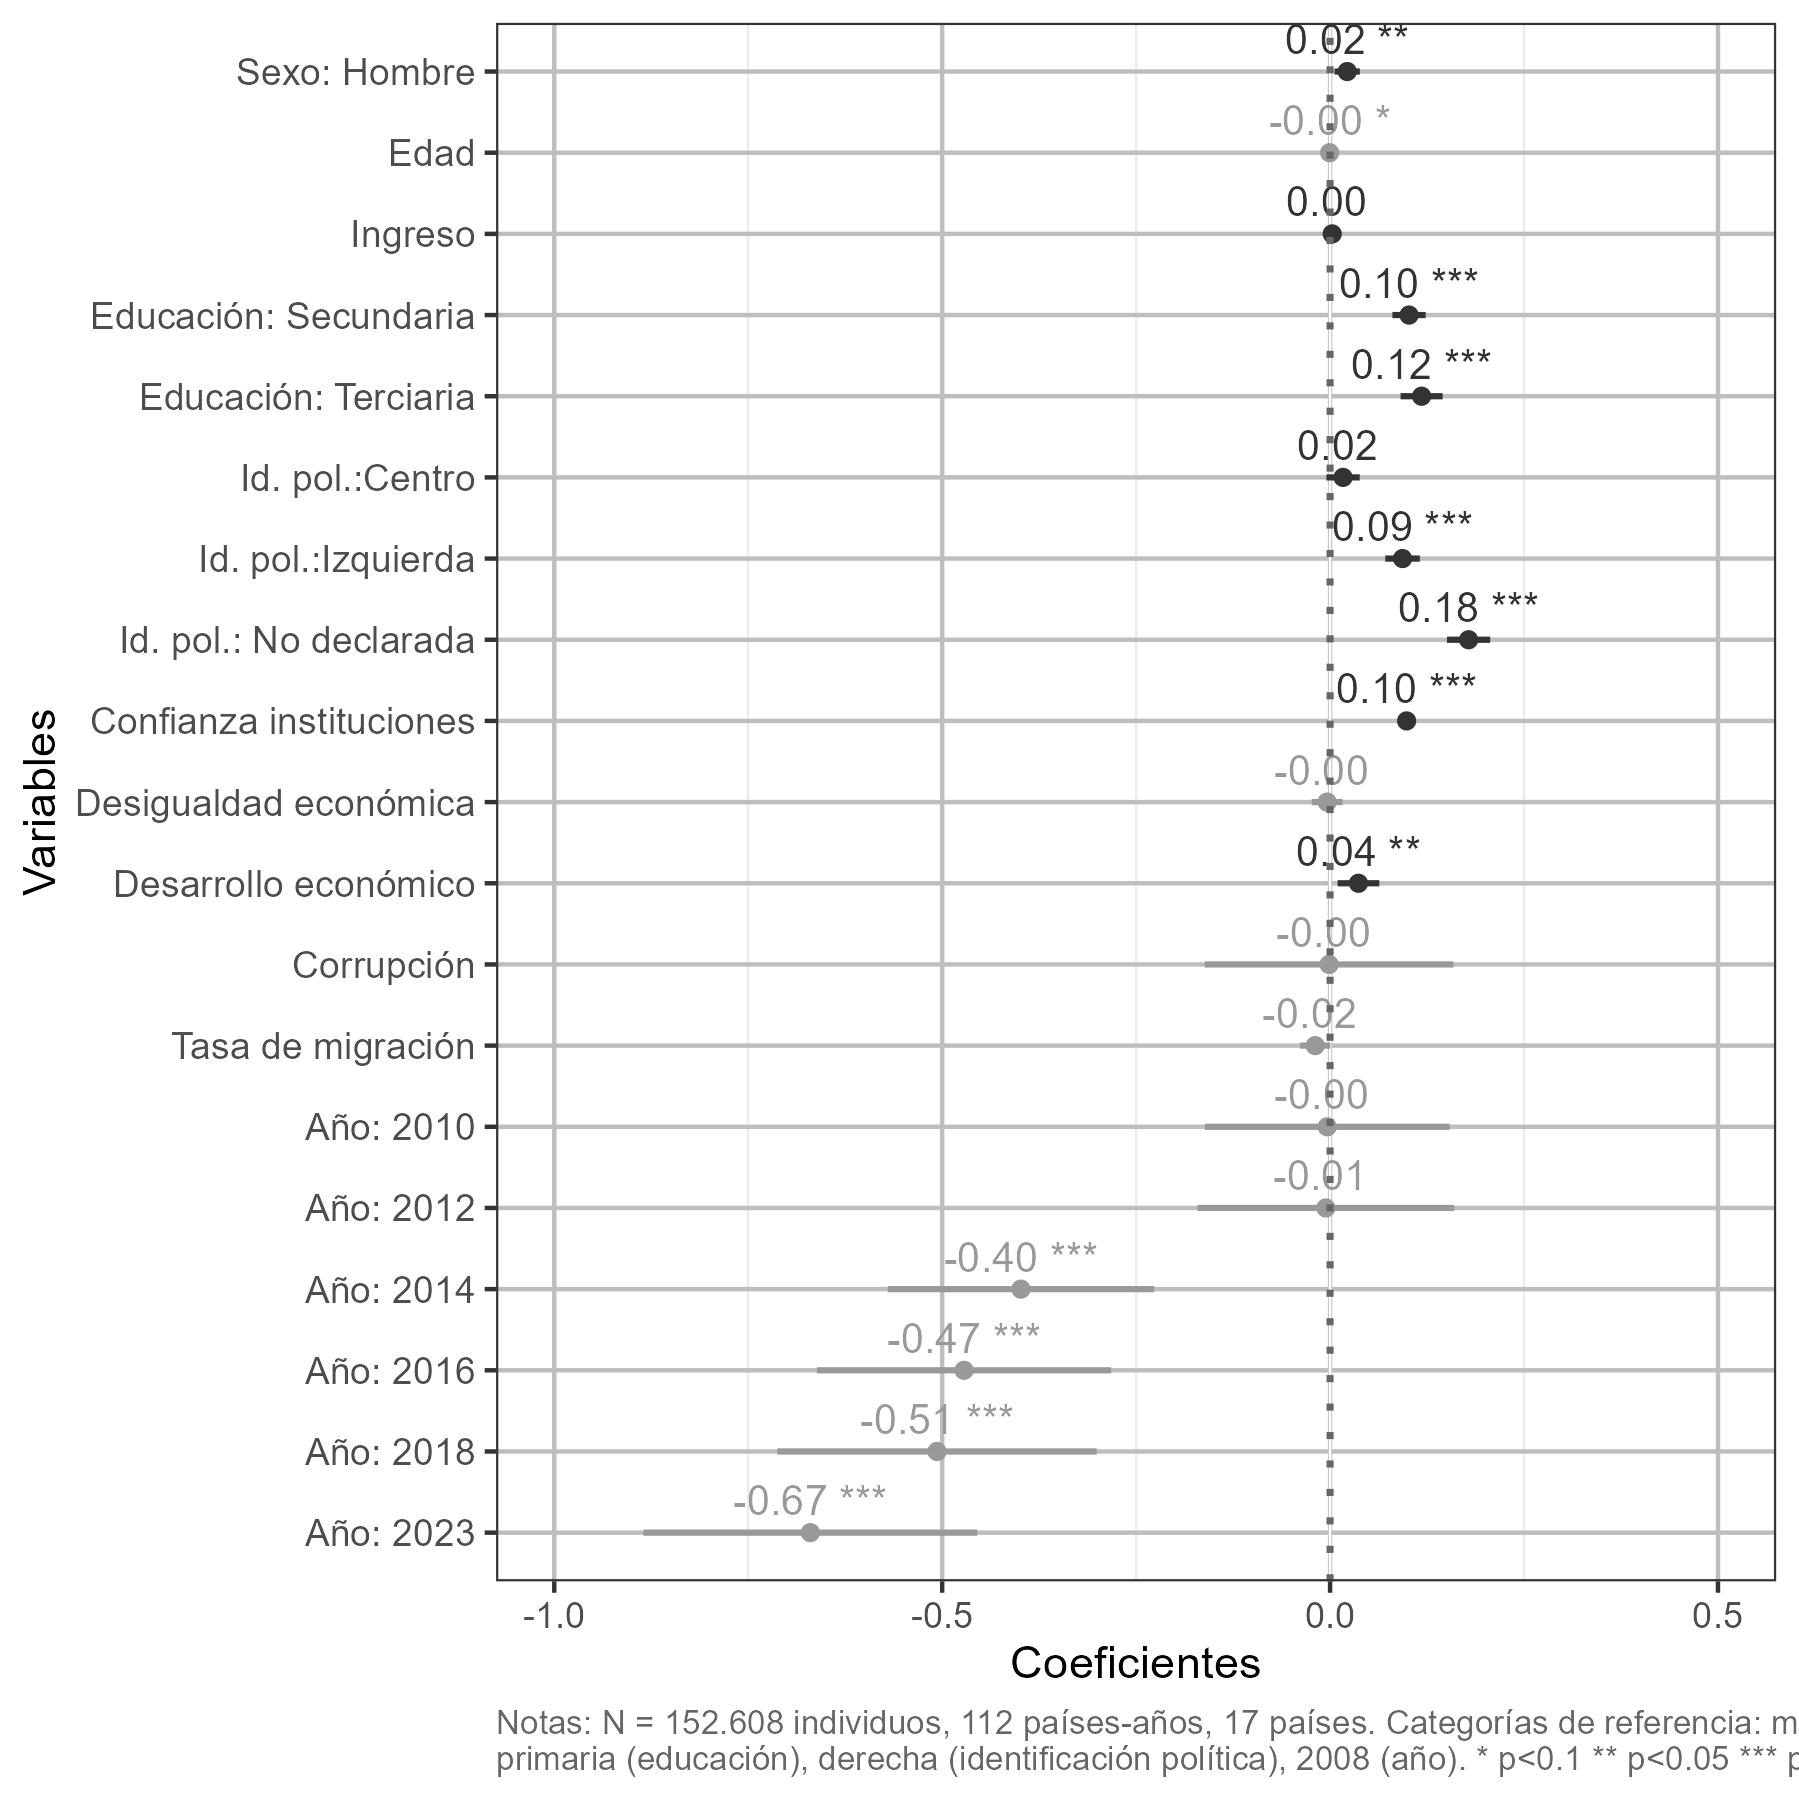 Variables
Sexo: Hombre
0.02 **
Edad
-0.00 *
Ingreso
0.00
Educación: Secundaria
0.10 ***
Educación: Terciaria
0.12 ***
Id. pol.:Centro
0.02
Id. pol.:Izquierda
0.09 ***
Id. pol.: No declarada
0.18 ***
Confianza instituciones
0.10 ***
Desigualdad económica
-0.00
Desarrollo económico
0.04 **
Corrupción
-0.00
Tasa de migración
-0.02
Año: 2010
-0.00
Año: 2012
-0.01
Año: 2014
-0.40 ***
Año: 2016
-0.47 ***
Año: 2018
-0.51 ***
Año: 2023
-0.67 ***
-1.0 -0.5 0.0 0.5
Coeficientes
Notas: N = 152.608 individuos, 112 países-años, 17 países. Categorías de referencia:
primaria (educación), derecha (identificación política), 2008 (año). * p<0.1 ** p<0.05 ***